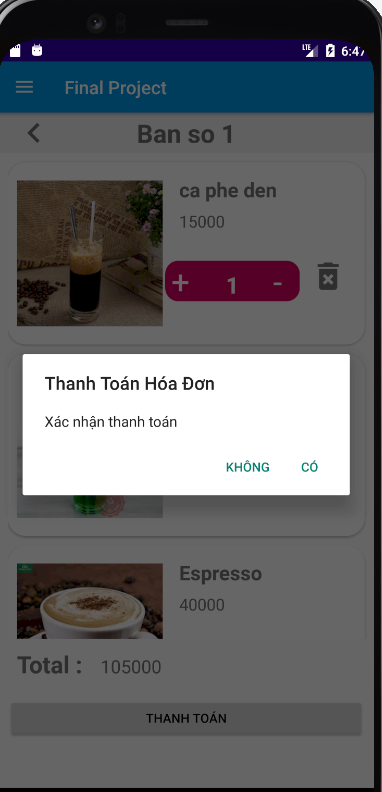 LTE 6:47
Final Project
Ban so 1
ca phe den
15000
+ 1 -
Thanh Toán Hóa Đơn
Xác nhận thanh toán
KHÔNG CÓ
Espresso
40000
Total : 105000
THANH TOÁN